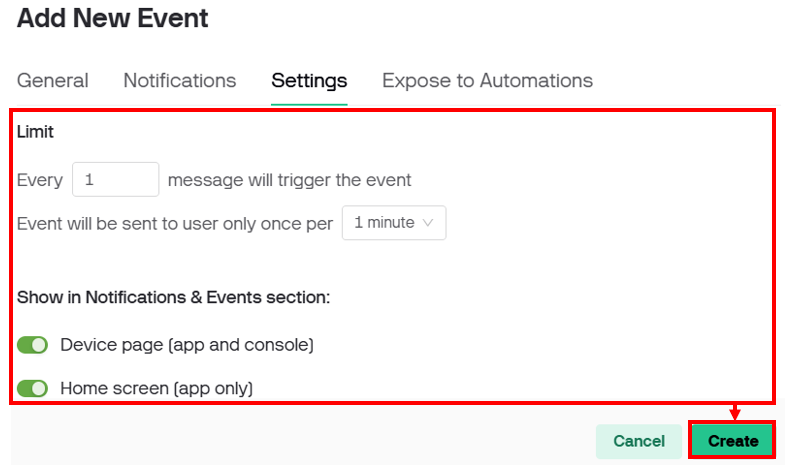 Add New Event
General Notifications Settings Expose to Automations
Limit
Every 1 message will trigger the event
Event will be sent to user only once per 1 minute
Show in Notifications & Events section:
Device page (app and console)
Home screen (app only)
Cancel Create